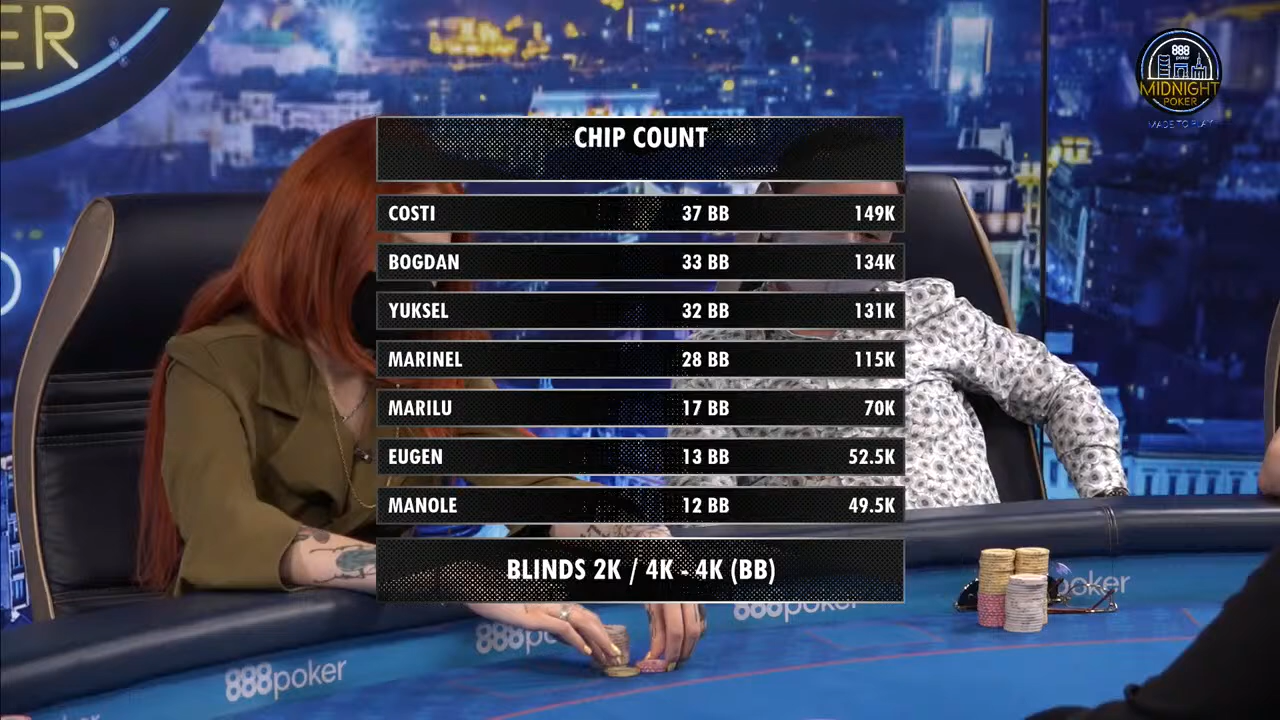 ER
888
poker
MIDNIGHT
POKER
MADE TO PLAY
CHIP COUNT
COSTI 37 BB 149K
BOGDAN 33 BB 134K
YUKSEL 32 BB 131K
MARINEL 28 BB 115K
MARILU 17 BB 70K
EUGEN 13 BB 52.5K
MANOLE 12 BB 49.5K
BLINDS 2K / 4K - 4K (BB)
poker
888poker
888po
888poker